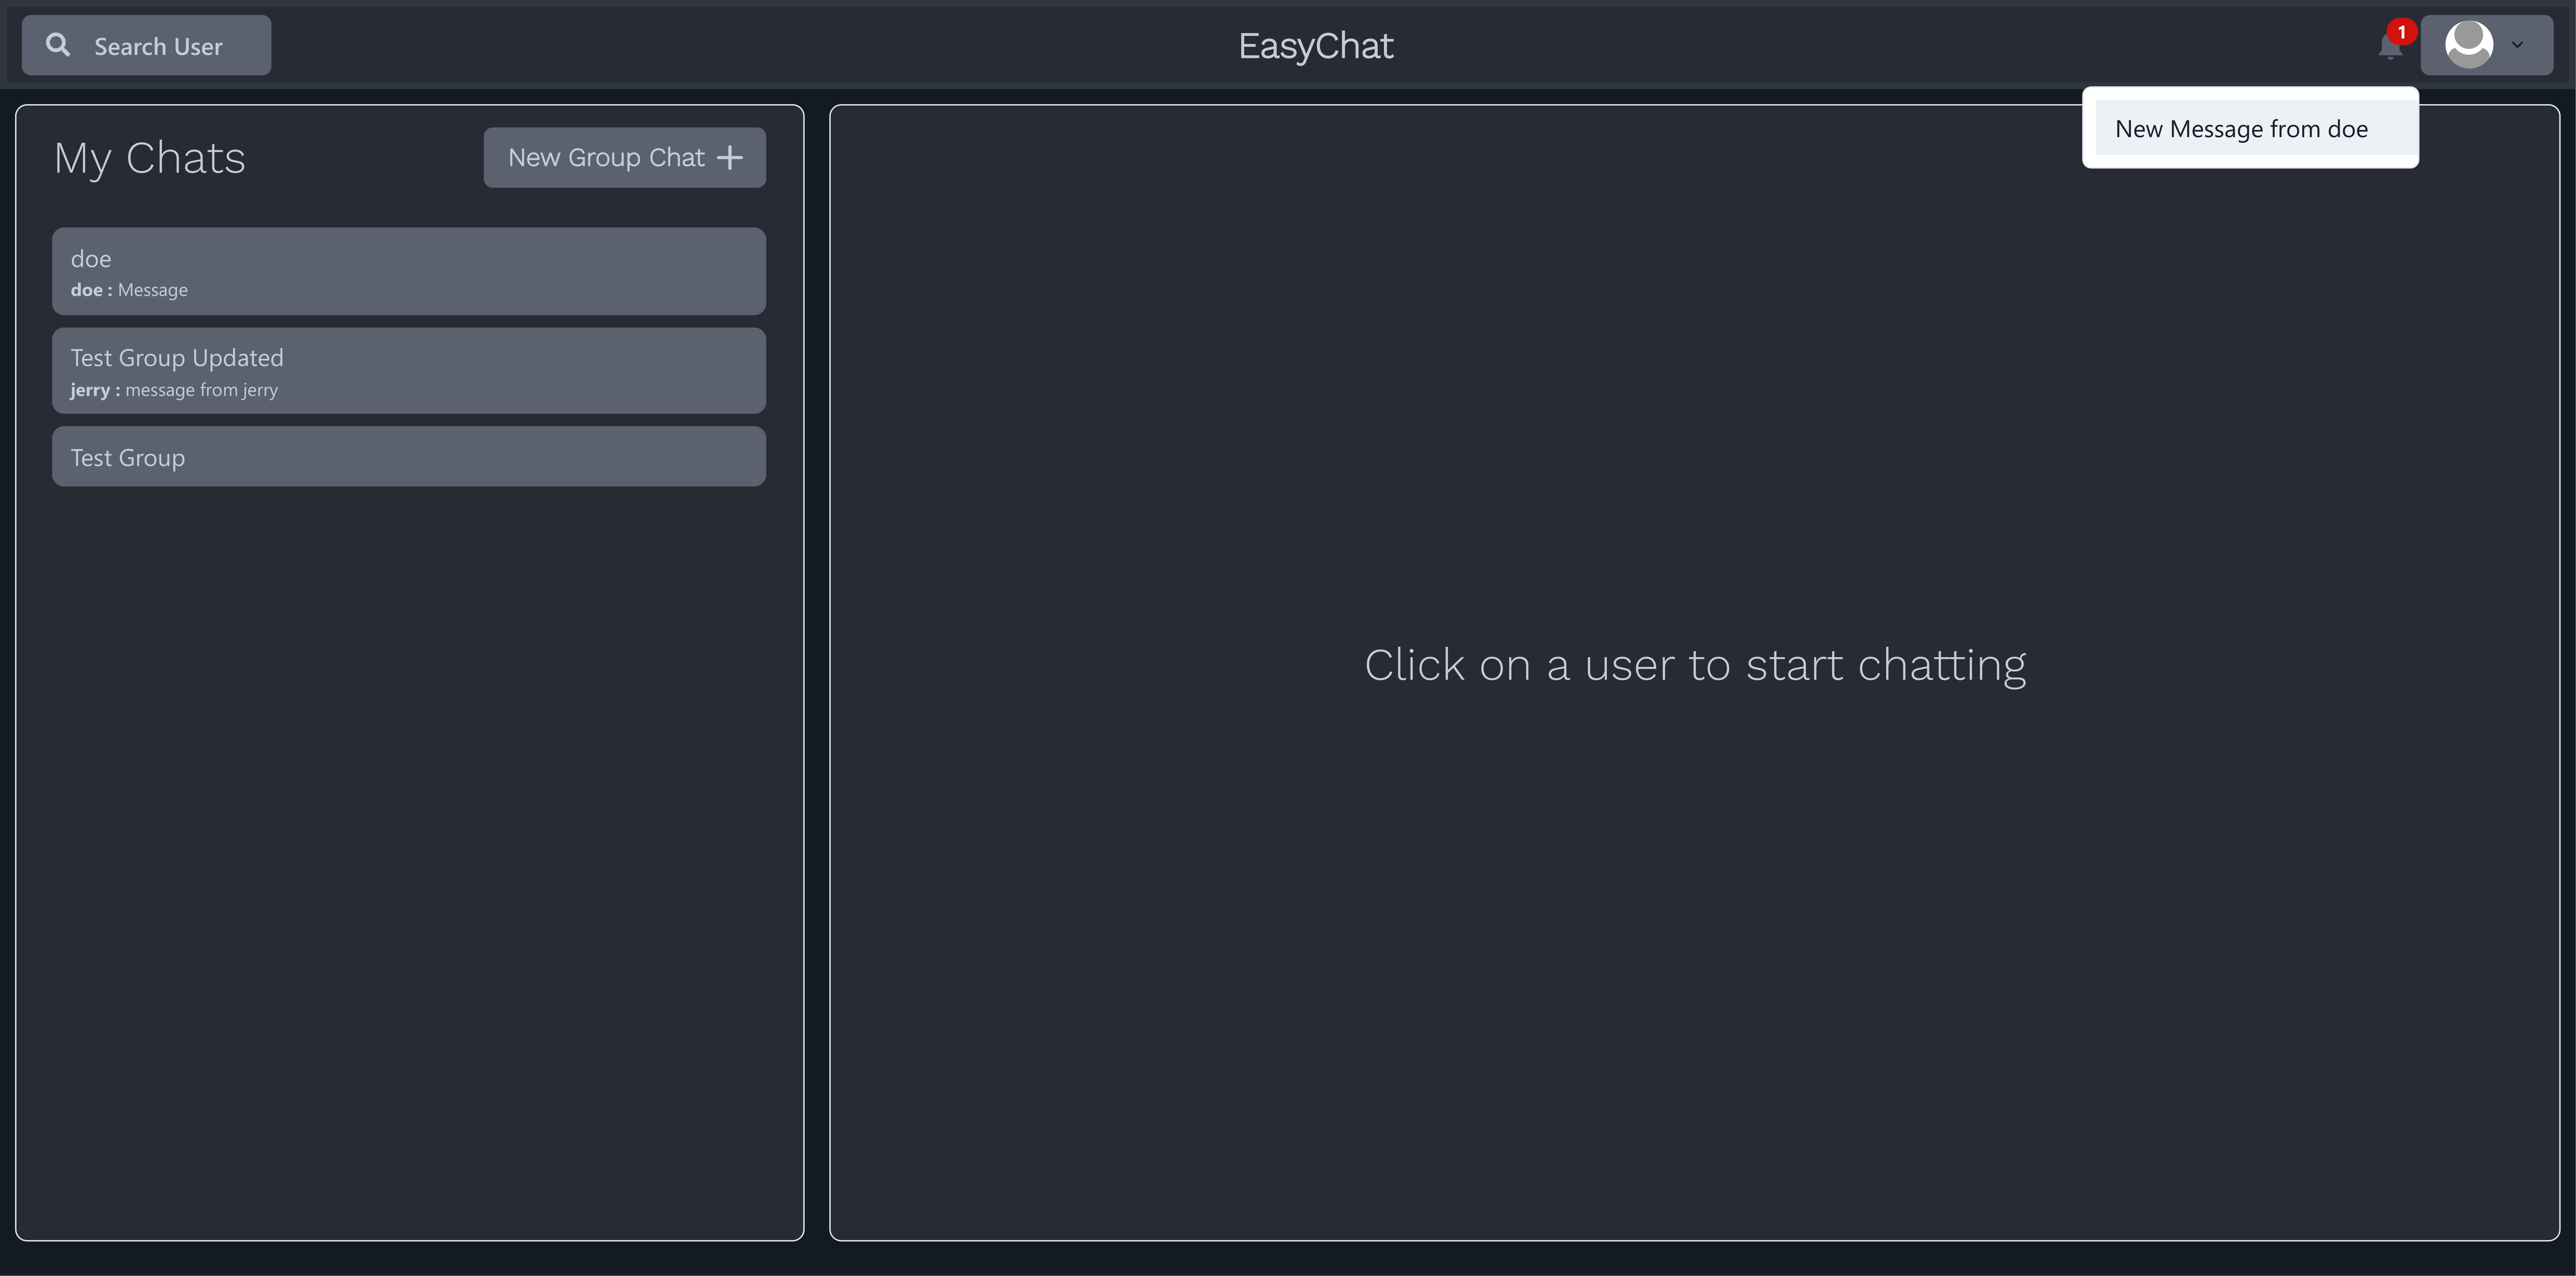 Search User
EasyChat
1
New Message from doe
My Chats
New Group Chat
doe
doe : Message
Test Group Updated
jerry : message from jerry
Test Group
Click on a user to start chatting